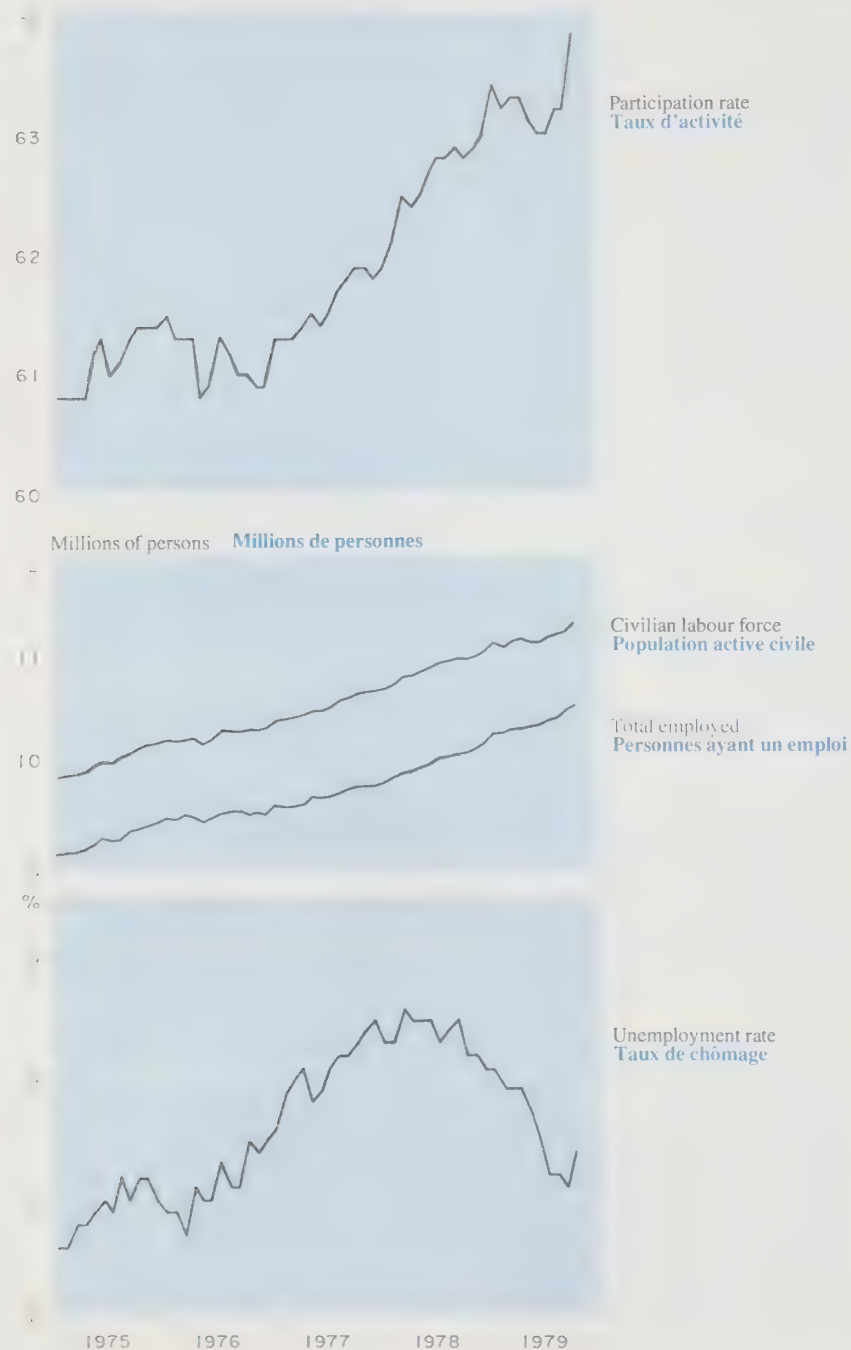 Participation rate
Taux d'activité
63
62
61
60
Millions of persons Millions de personnes
Civilian labour force
Population active civile
11
Total employed
Personnes ayant un emploi
10
%
Unemployment rate
Taux de chômage
1975 1976 1977 1978 1979